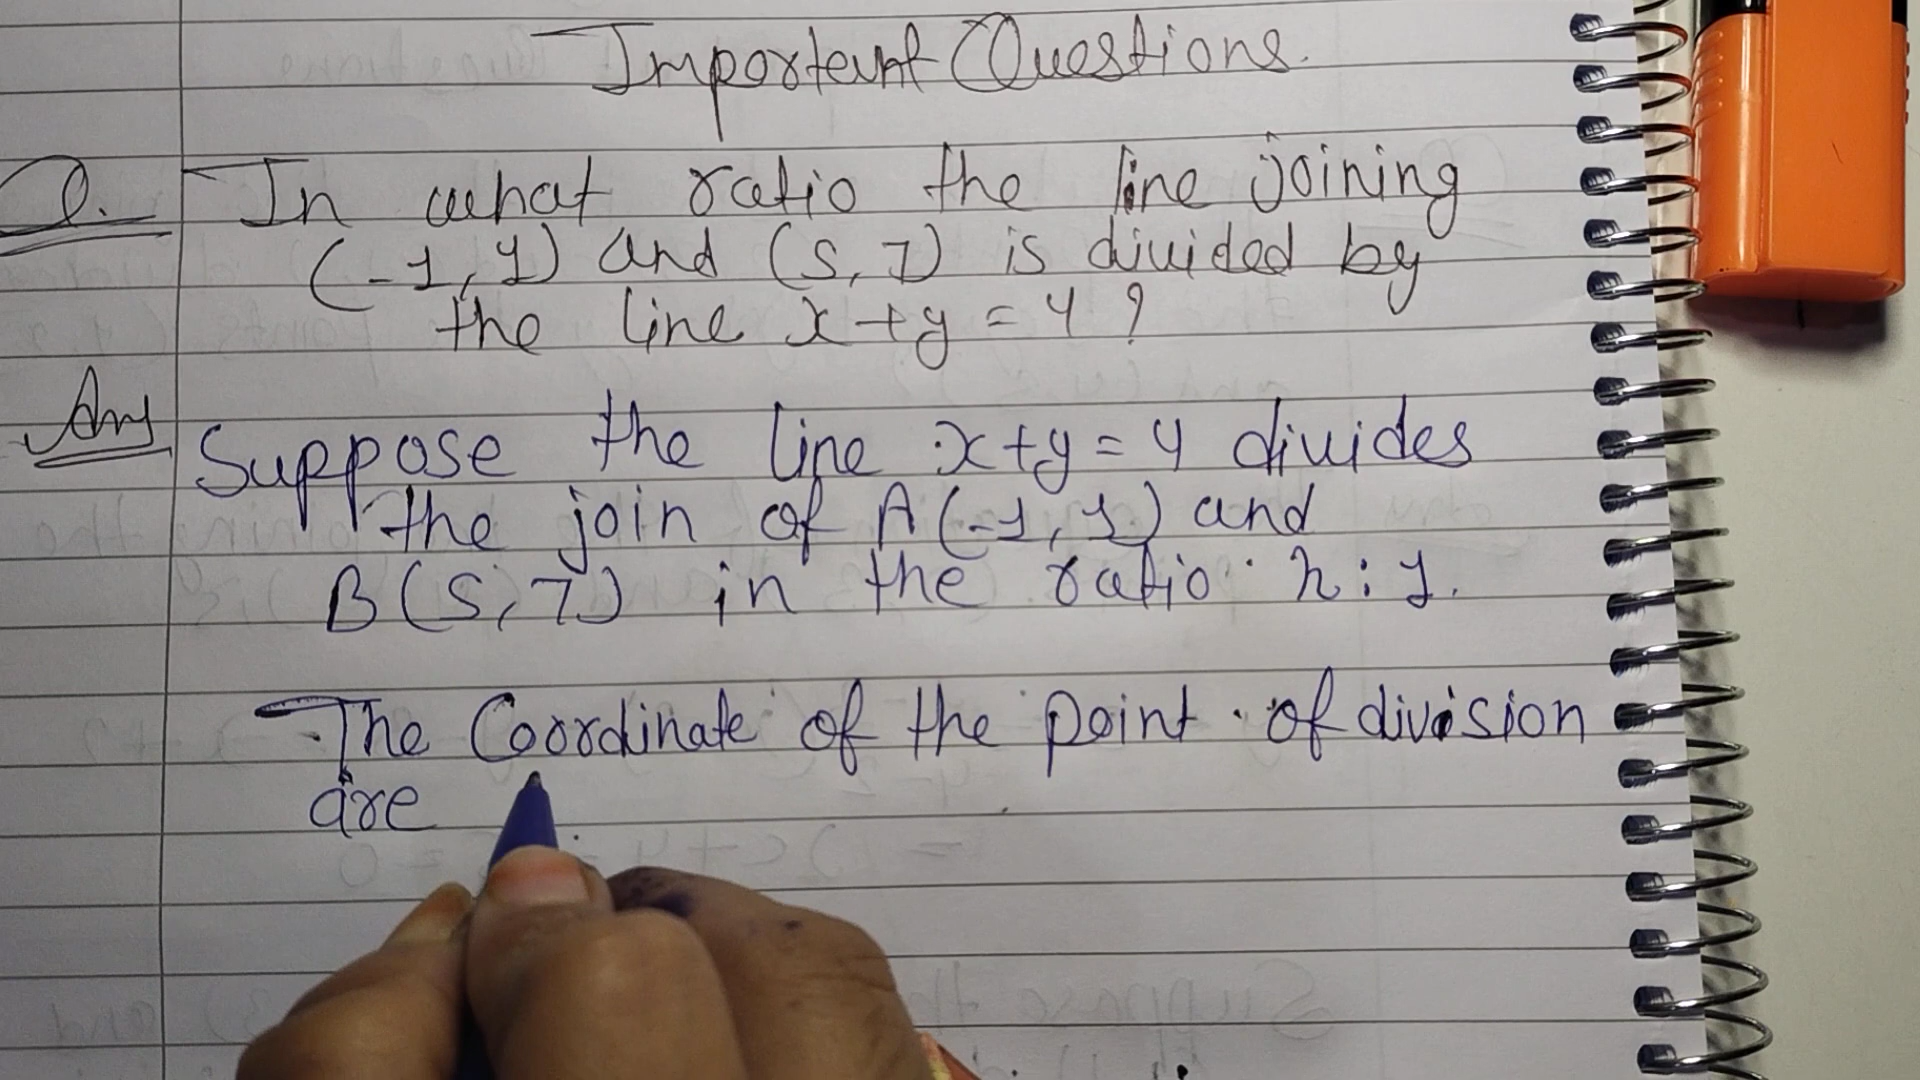 Important Questions.
Q. In what ratio the line joining
(-1, 1) and (5, 7) is divided by
the line x+y=4?
Ans Suppose the line x+y=4 divides
the join of A(-1, 1) and
B(5, 7) in the ratio λ:1.
The Coordinate of the point of division
are